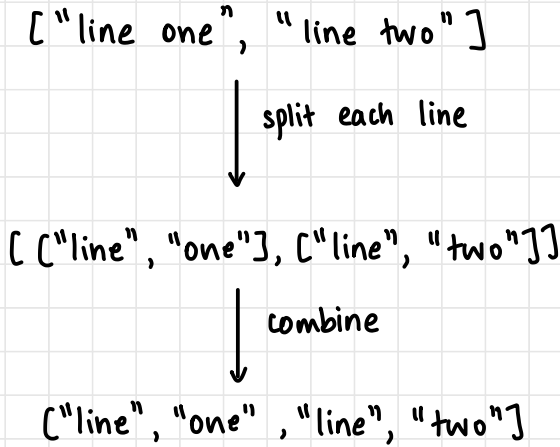 ["line one", "line two"]
split each line
[["line", "one"], ["line", "two"]]
combine
["line", "one", "line", "two"]